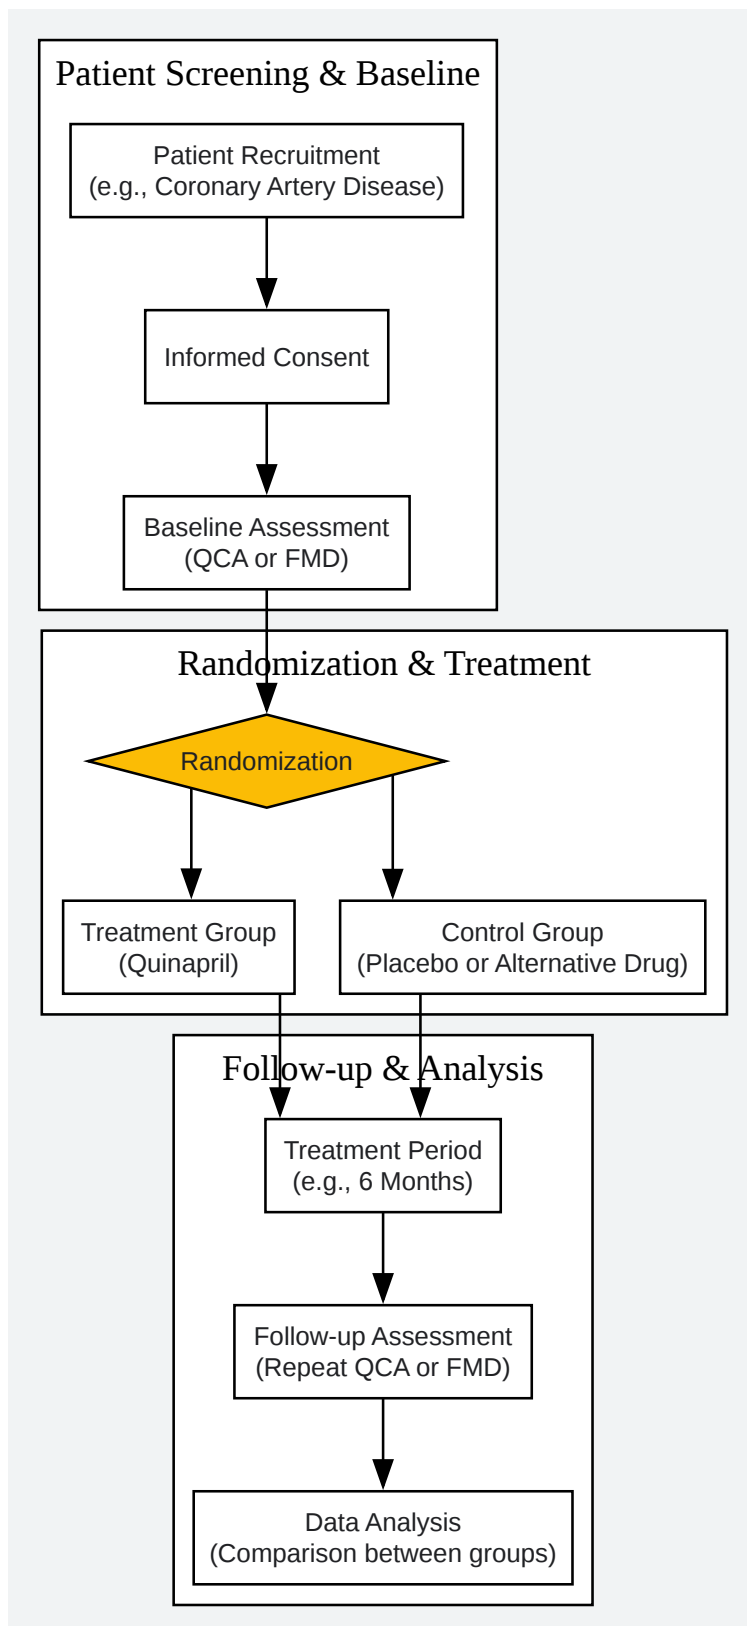 Patient Screening & Baseline
Patient Recruitment
(e.g., Coronary Artery Disease)
Informed Consent
Baseline Assessment
(QCA or FMD)
Randomization & Treatment
Randomization
Treatment Group
(Quinapril)
Control Group
(Placebo or Alternative Drug)
Follow-up & Analysis
Treatment Period
(e.g., 6 Months)
Follow-up Assessment
(Repeat QCA or FMD)
Data Analysis
(Comparison between groups)